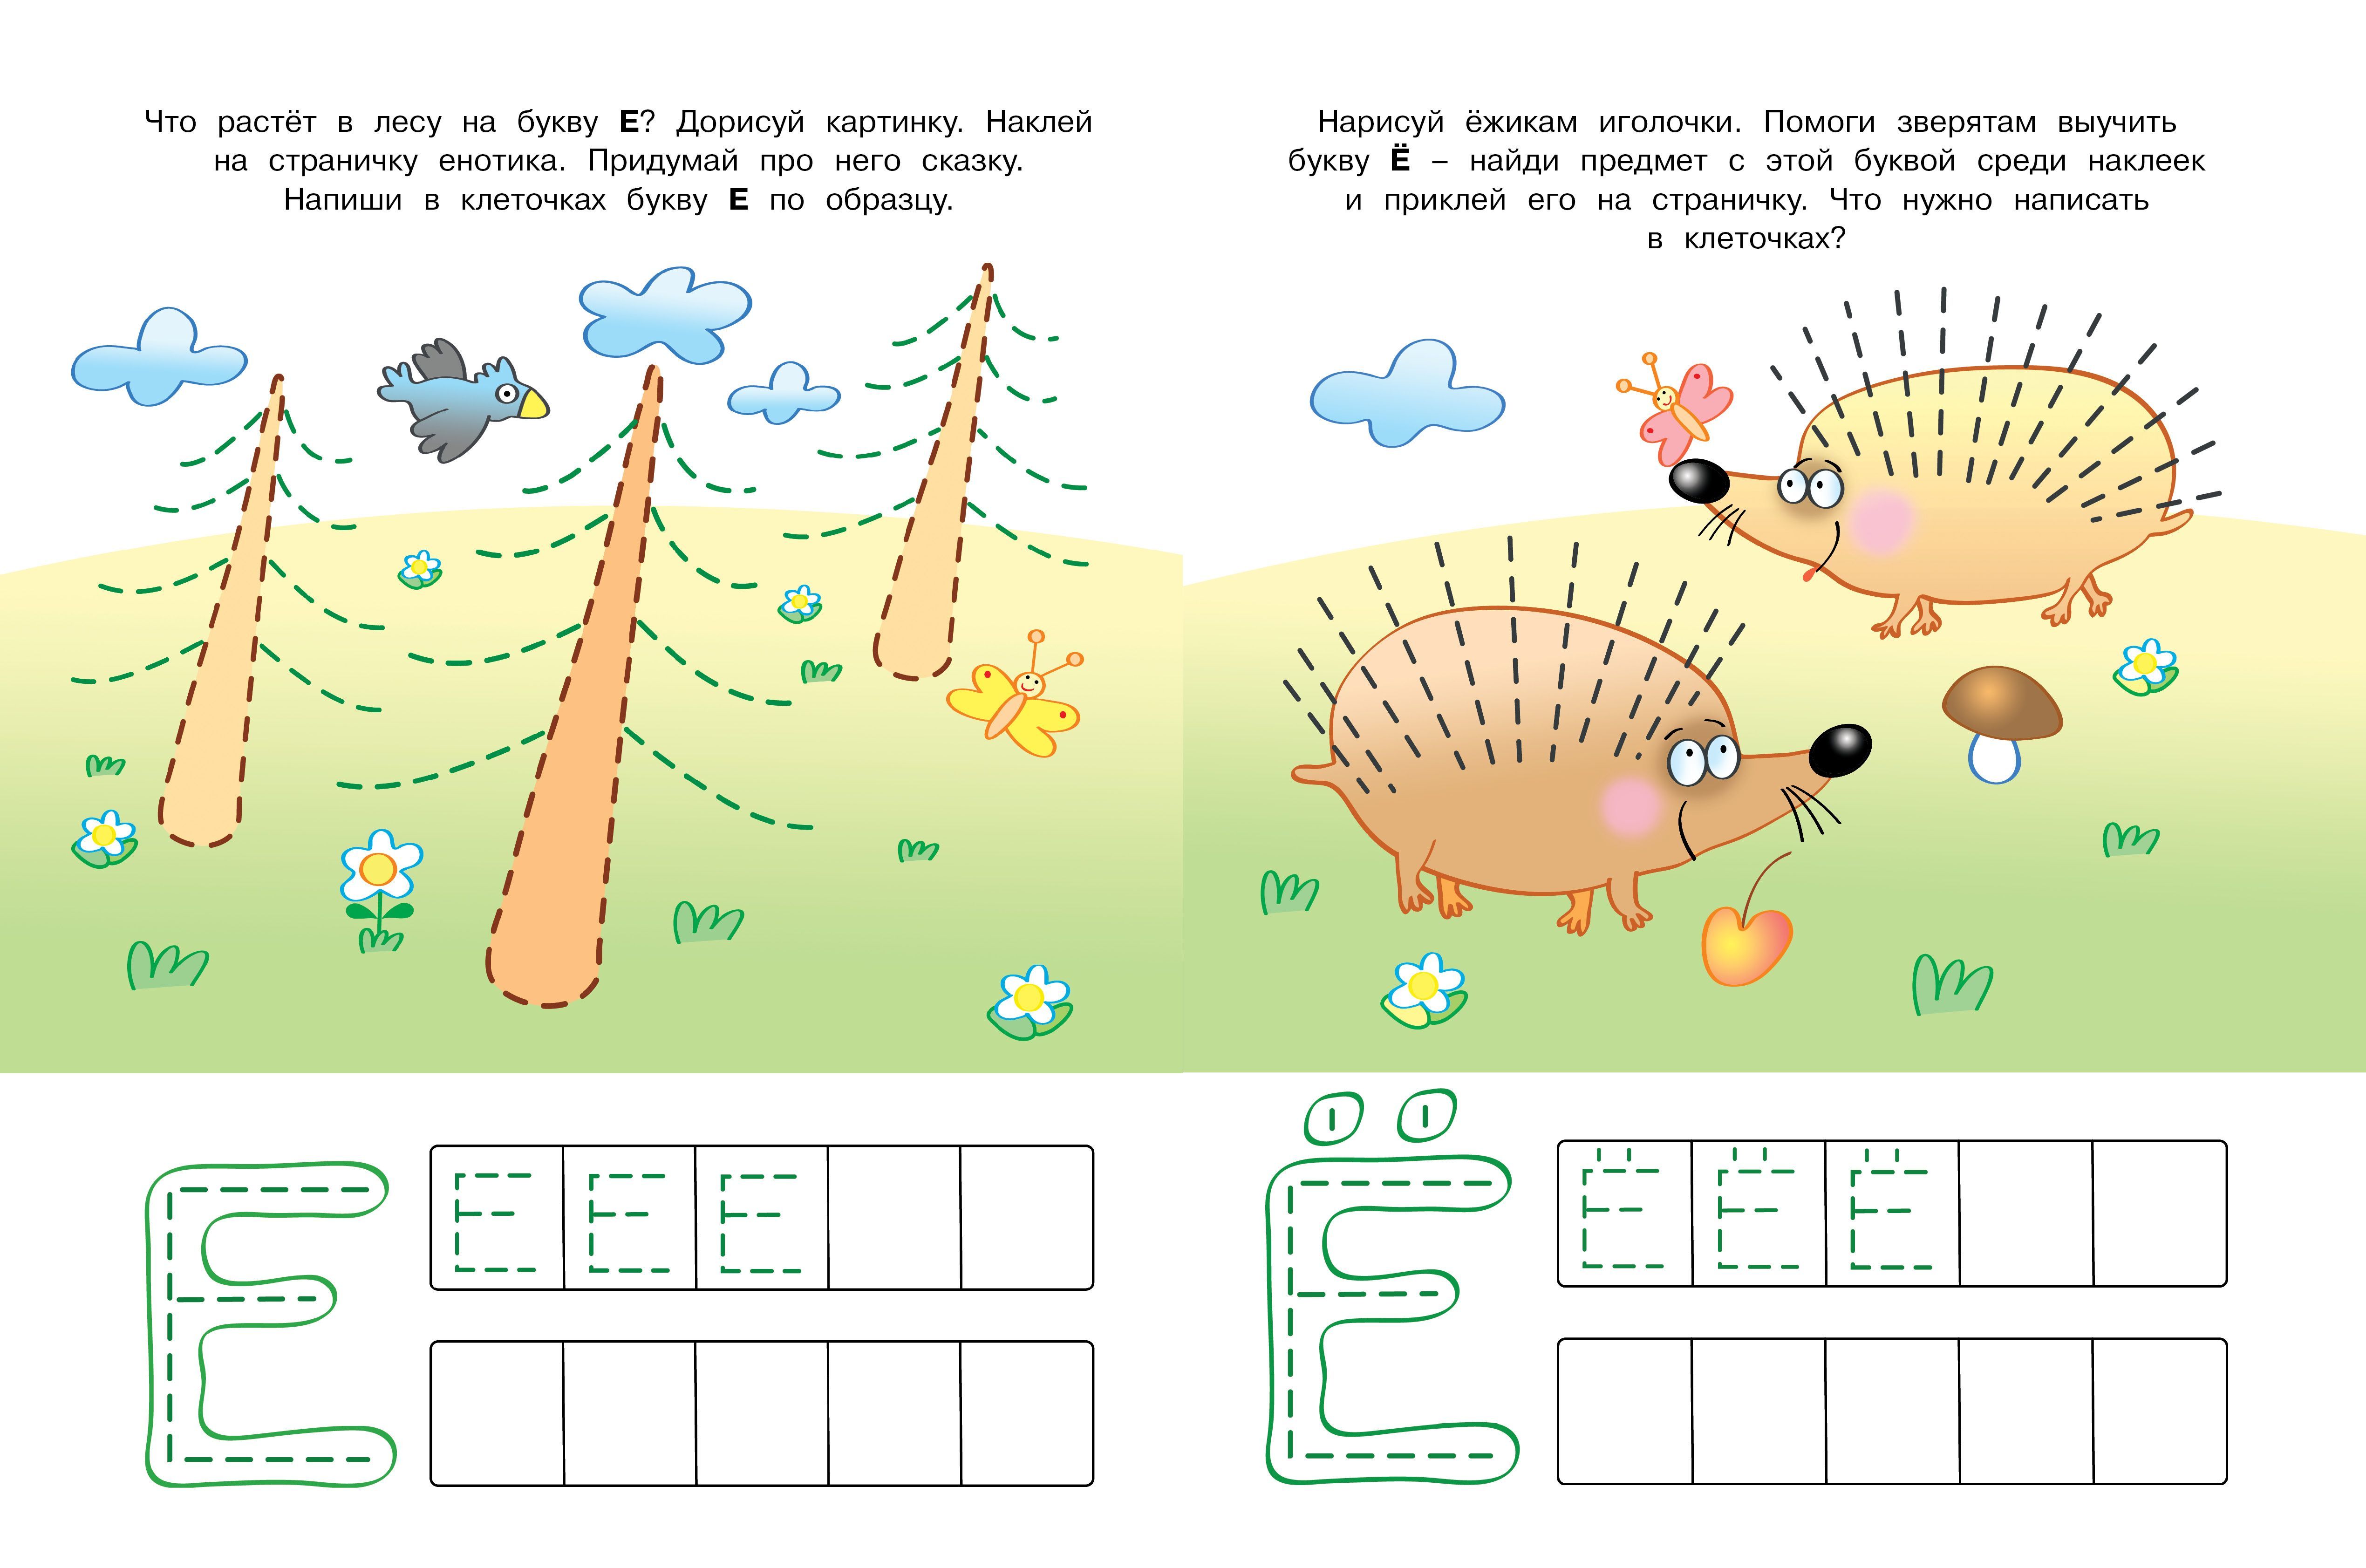 Что растёт в лесу на букву Е? Дорисуй картинку. Наклей
на страничку енотика. Придумай про него сказку.
Напиши в клеточках букву Е по образцу.
Е
Е Е Е
Нарисуй ёжикам иголочки. Помоги зверятам выучить
букву Ё – найди предмет с этой буквой среди наклеек
и приклей его на страничку. Что нужно написать
в клеточках?
Ё
Ё Ё Ё